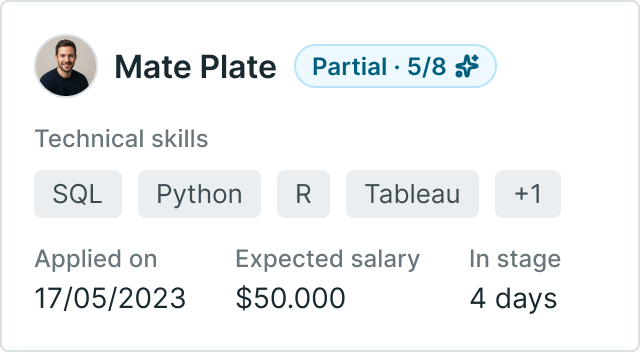 Mate Plate Partial · 5/8
Technical skills
SQL Python R Tableau +1
Applied on Expected salary In stage
17/05/2023 $50.000 4 days